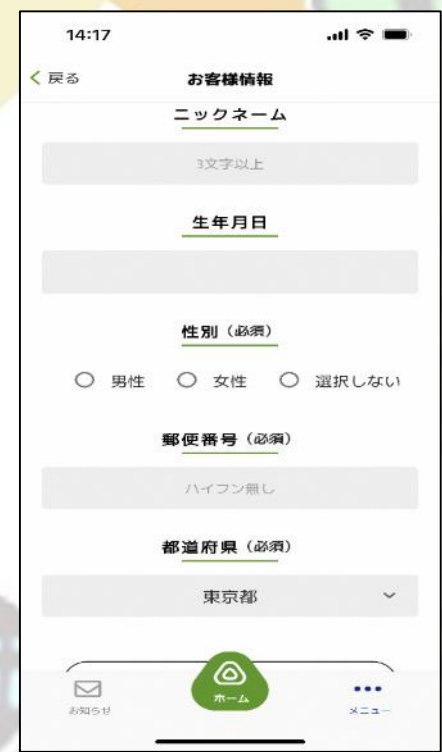 14:17
戻る お客様情報
ニックネーム
3文字以上
生年月日
性別（必須）
男性 女性 選択しない
郵便番号（必須）
ハイフン無し
都道府県（必須）
東京都
お知らせ ホーム メニュー